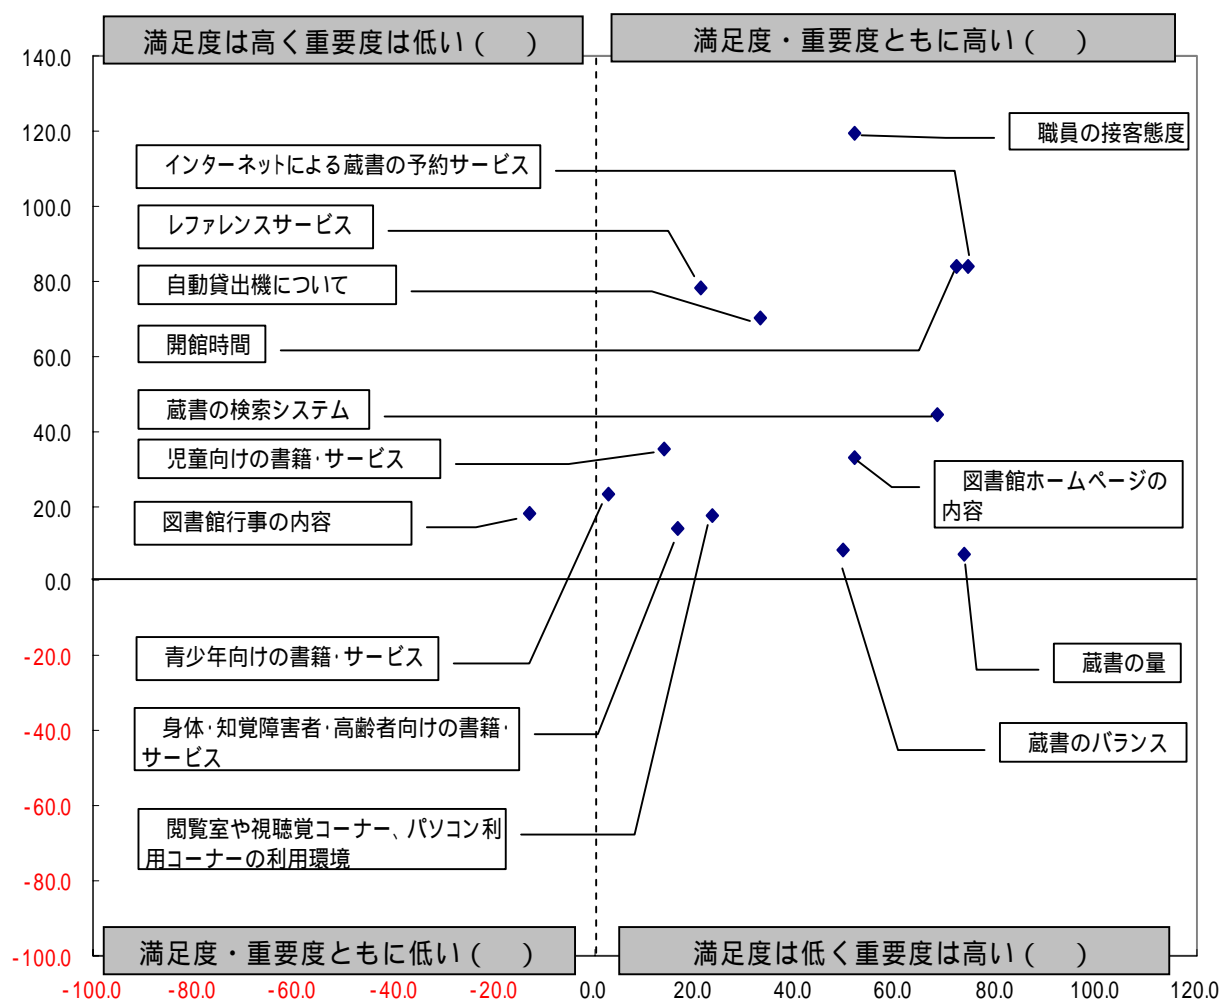 満足度は高く重要度は低い(　)
満足度・重要度ともに高い(　)
140.0
120.0
100.0
80.0
60.0
40.0
20.0
0.0
-20.0
-40.0
-60.0
-80.0
-100.0
職員の接客態度
インターネットによる蔵書の予約サービス
レファレンスサービス
自動貸出機について
開館時間
蔵書の検索システム
児童向けの書籍・サービス
図書館ホームページの
内容
図書館行事の内容
青少年向けの書籍・サービス
蔵書の量
身体・知覚障害者・高齢者向けの書籍・
サービス
蔵書のバランス
閲覧室や視聴覚コーナー、パソコン利
用コーナーの利用環境
満足度・重要度ともに低い(　)
満足度は低く重要度は高い(　)
-100.0 -80.0 -60.0 -40.0 -20.0 0.0 20.0 40.0 60.0 80.0 100.0 120.0